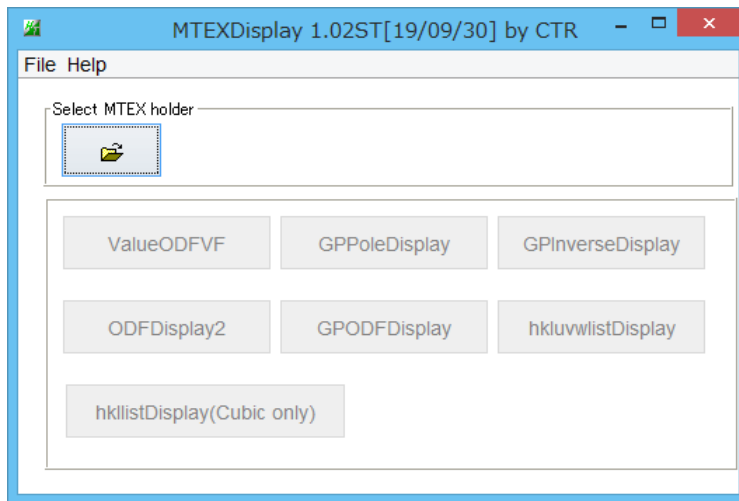 MTEXDisplay 1.02ST[19/09/30] by CTR
File Help
Select MTEX holder
ValueODFVF GPPoleDisplay GPInverseDisplay
ODFDisplay2 GPODFDisplay hkluvwlistDisplay
hkllistDisplay(Cubic only)